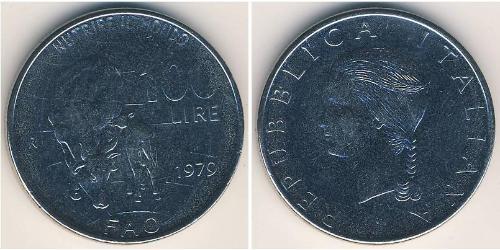 NUTRIRE IL MONDO
100
LIRE
R
1979
FAO
REPUBBLICA ITALIANA